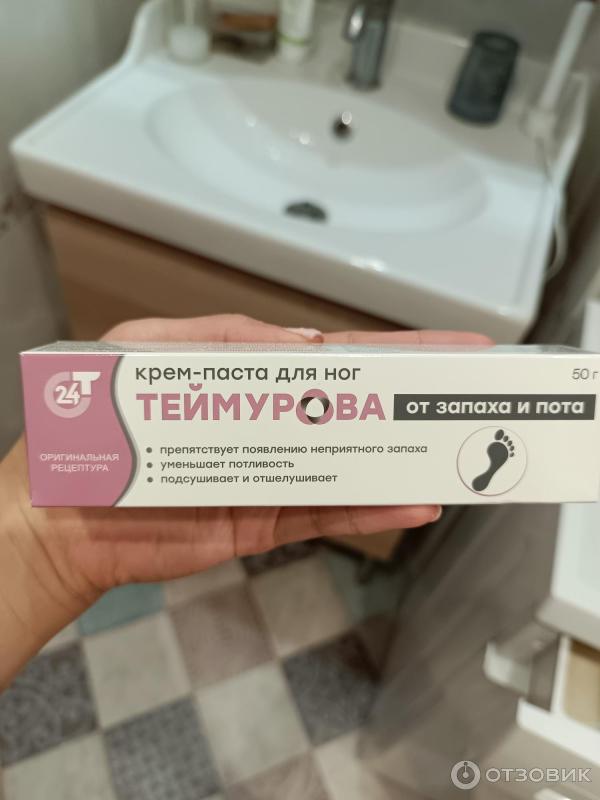 крем-паста для ног
50 г
24 Т
ТЕЙМУРОВА
от запаха и пота
ОРИГИНАЛЬНАЯ
РЕЦЕПТУРА
• препятствует появлению неприятного запаха
• уменьшает потливость
• подсушивает и отшелушивает
ОТЗОВИК